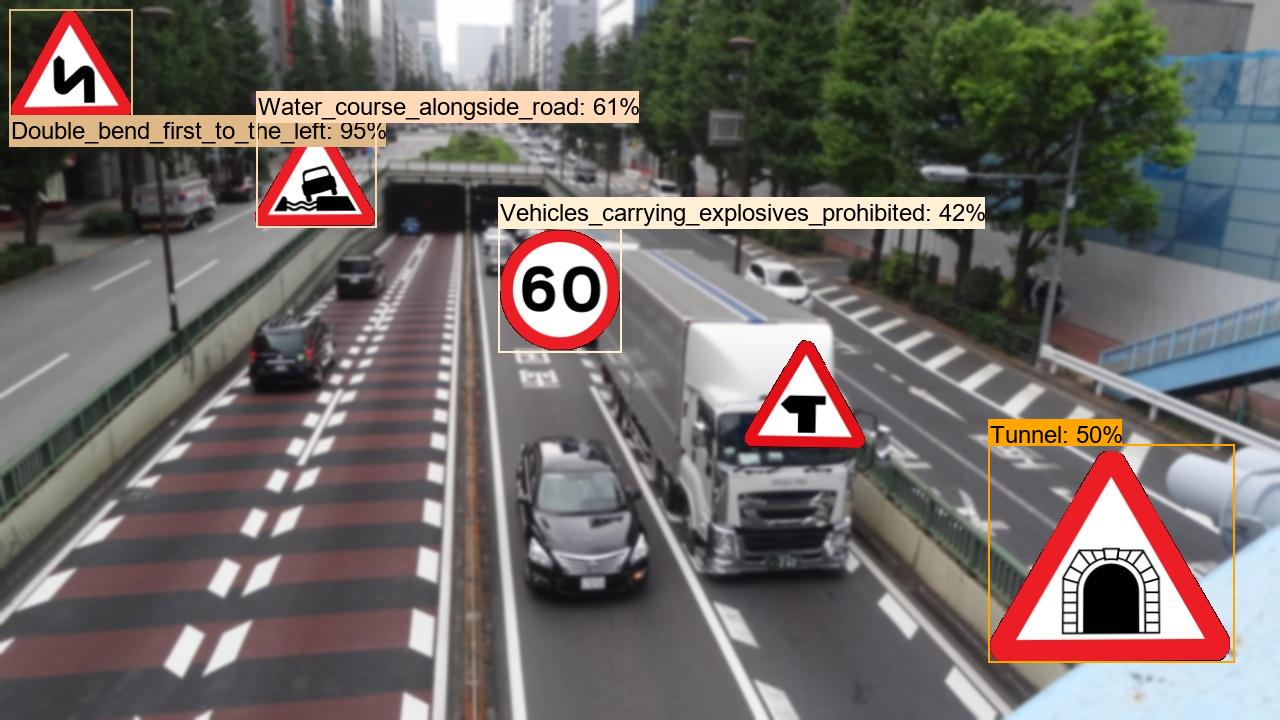 Water_course_alongside_road: 61%
Double_bend_first_to_the_left: 95%
Vehicles_carrying_explosives_prohibited: 42%
60
Tunnel: 50%